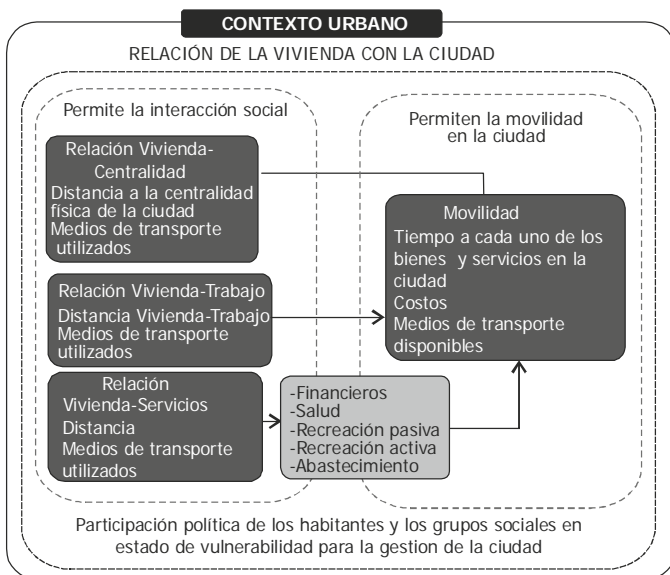 CONTEXTO URBANO
RELACIÓN DE LA VIVIENDA CON LA CIUDAD
Permite la interacción social
Relación Vivienda-
Centralidad
Distancia a la centralidad
física de la ciudad
Medios de transporte
utilizados
Relación Vivienda-Trabajo
Distancia Vivienda-Trabajo
Medios de transporte
utilizados
Relación
Vivienda-Servicios
Distancia
Medios de transporte
utilizados
-Financieros
-Salud
-Recreación pasiva
-Recreación activa
-Abastecimiento
Permiten la movilidad
en la ciudad
Movilidad
Tiempo a cada uno de los
bienes y servicios en la
ciudad
Costos
Medios de transporte
disponibles
Participación política de los habitantes y los grupos sociales en
estado de vulnerabilidad para la gestion de la ciudad